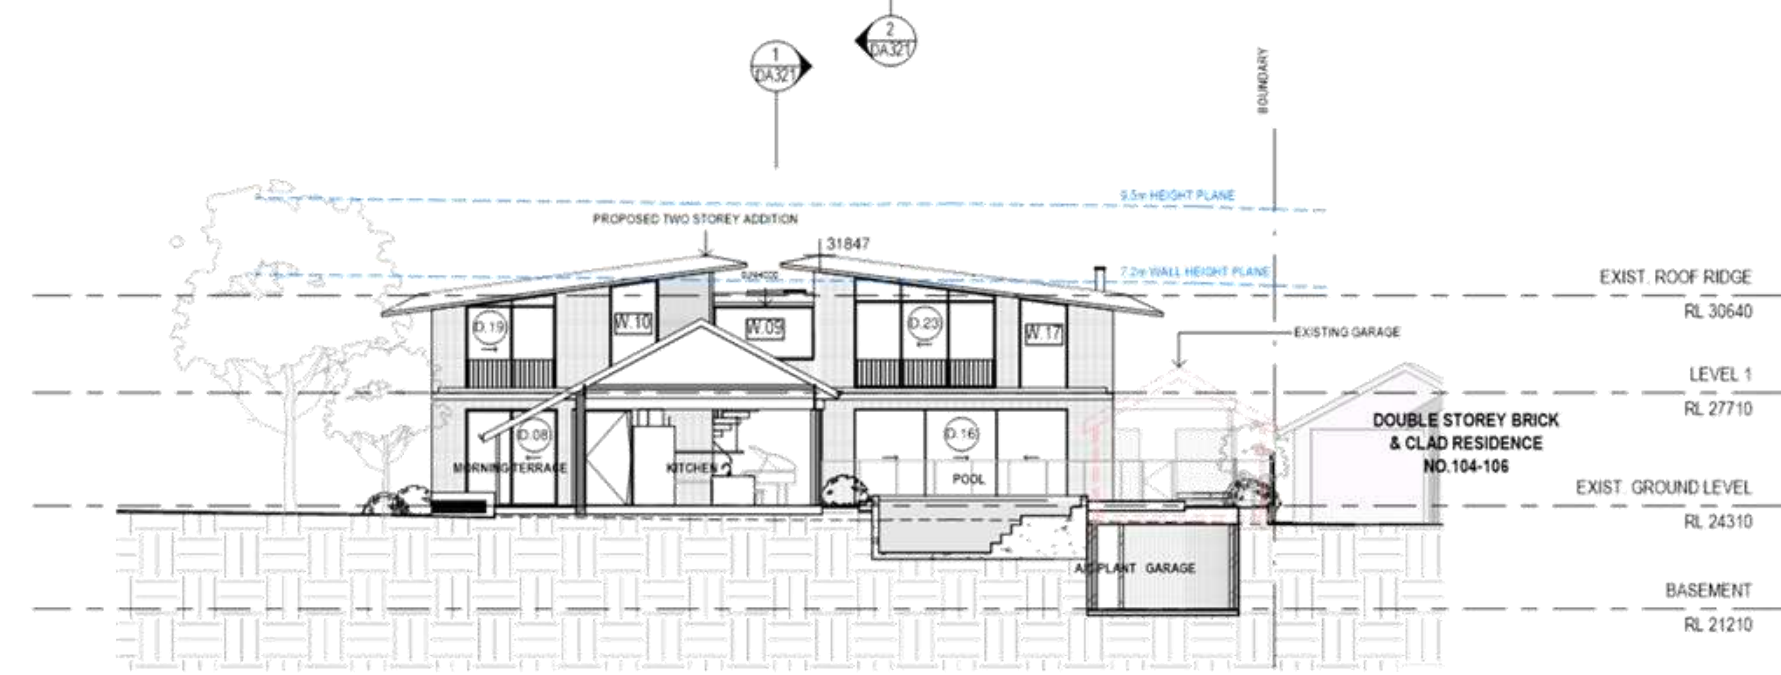 2
DA321
1
DA321
BOUNDARY
9.5m HEIGHT PLANE
PROPOSED TWO STOREY ADDITION
31847
7.2m WALL HEIGHT PLANE
EXIST. ROOF RIDGE
RL 30640
D.19
W.10
W.09
D.23
W.17
EXISTING GARAGE
LEVEL 1
RL 27710
DOUBLE STOREY BRICK
& CLAD RESIDENCE
NO.104-106
D.08
D.16
MORNING TERRACE
KITCHEN
POOL
EXIST. GROUND LEVEL
RL 24310
PLANT GARAGE
BASEMENT
RL 21210